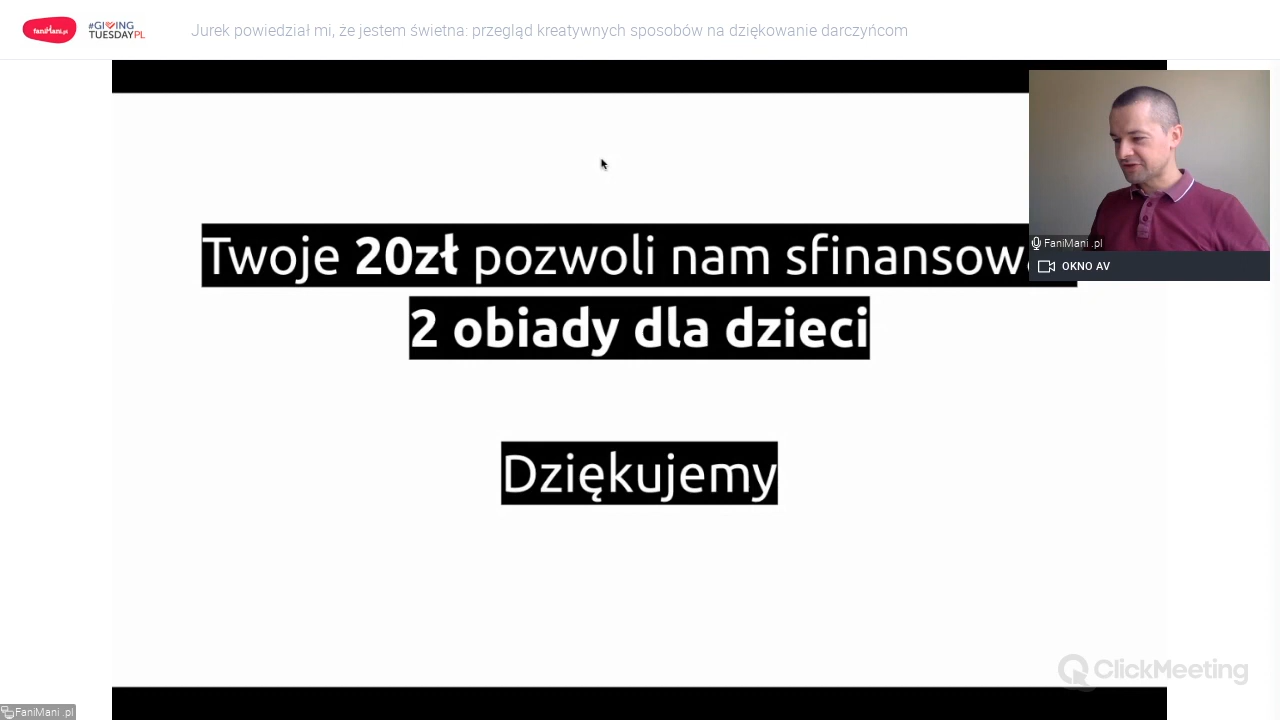 faniMani.pl
#GIVING
TUESDAYPL
Jurek powiedział mi, że jestem świetna: przegląd kreatywnych sposobów na dziękowanie darczyńcom
Twoje 20zł pozwoli nam
2 obiady dla dzieci
Dziękujemy
FaniMani .pl
OKNO AV
ClickMeeting
FaniMani .pl